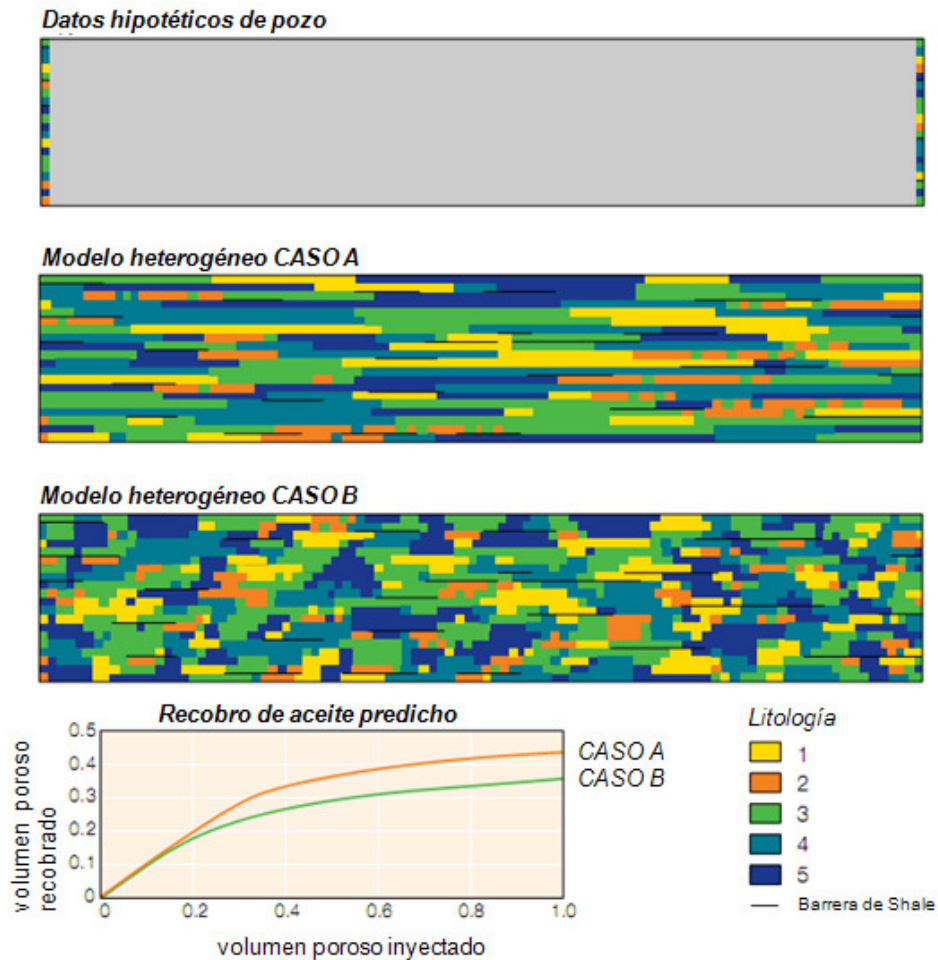 Datos hipotéticos de pozo
Modelo heterogéneo CASO A
Modelo heterogéneo CASO B
Recobro de aceite predicho
0.5
0.4
0.3
0.2
0.1
0
0
0.2
0.4
0.6
0.8
1.0
volumen poroso
recobrado
volumen poroso inyectado
CASO A
CASO B
Litología
1
2
3
4
5
Barrera de Shale